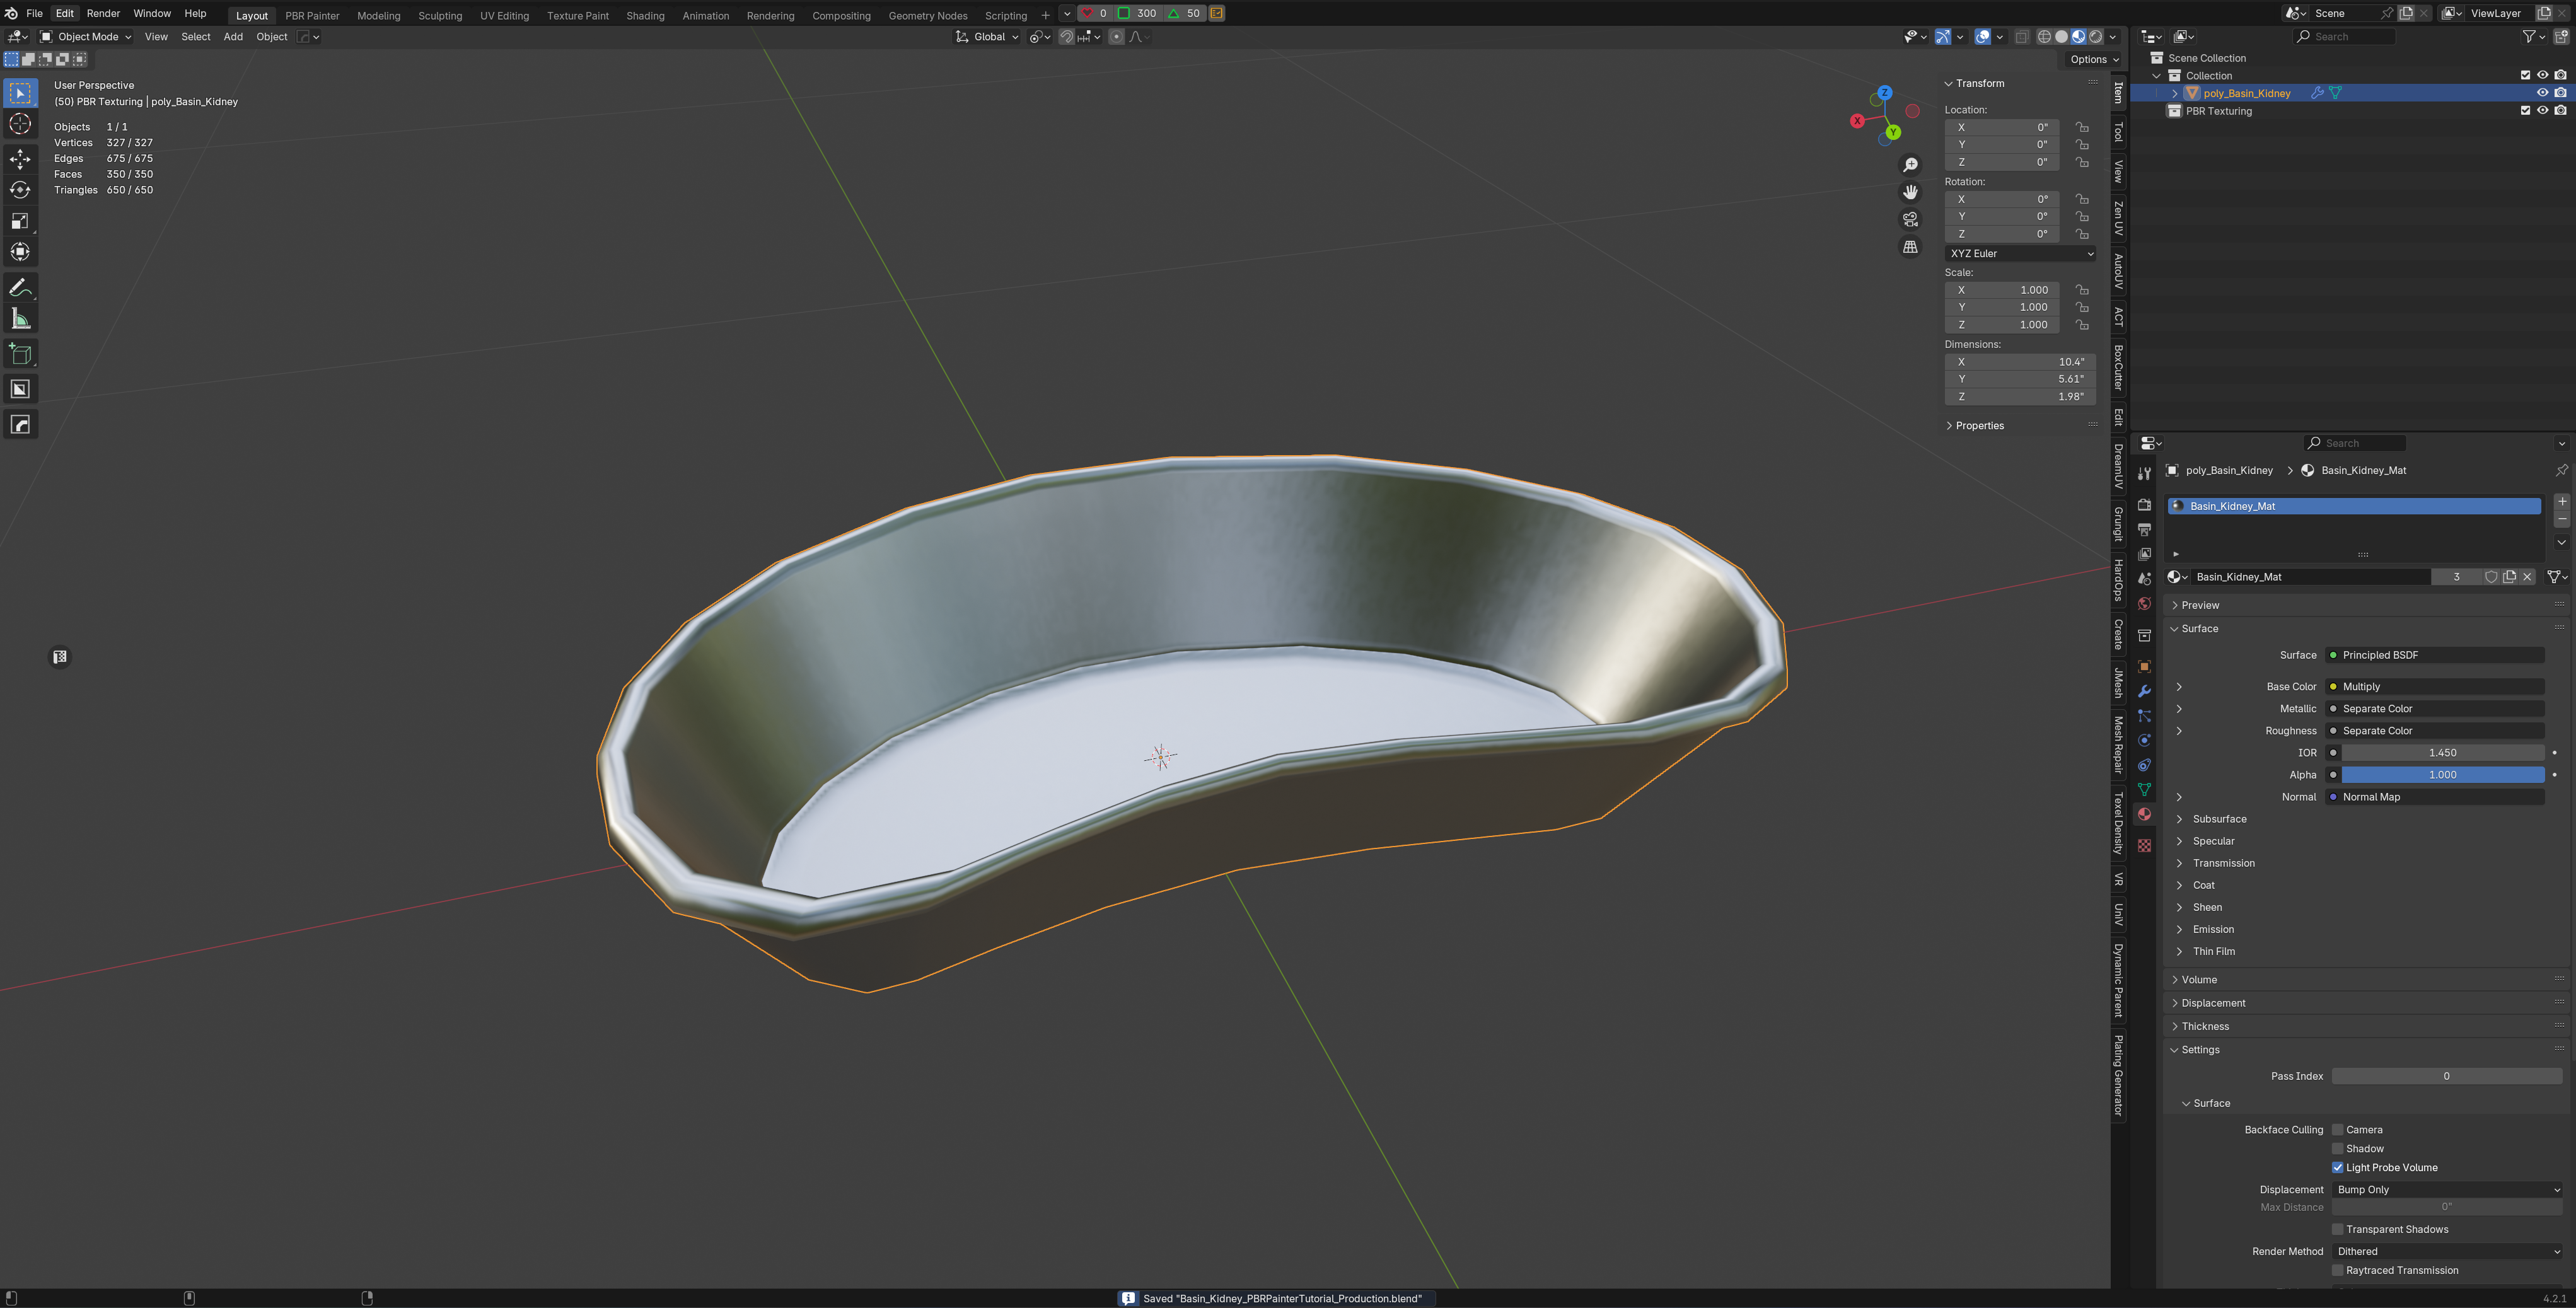 File Edit Render Window Help Layout PBR Painter Modeling Sculpting UV Editing Texture Paint Shading Animation Rendering Compositing Geometry Nodes Scripting + 0 300 50 Scene ViewLayer
Object Mode View Select Add Object Global Search
Options
User Perspective
(50) PBR Texturing | poly_Basin_Kidney
Objects 1 / 1
Vertices 327 / 327
Edges 675 / 675
Faces 350 / 350
Triangles 650 / 650
Z
X
Y
Transform
Location:
X 0"
Y 0"
Z 0"
Rotation:
X 0°
Y 0°
Z 0°
XYZ Euler
Scale:
X 1.000
Y 1.000
Z 1.000
Dimensions:
X 10.4"
Y 5.61"
Z 1.98"
Properties
Item
Tool
View
Zen UV
AutoUV
ACT
BoxCutter
Edit
DreamUV
Grungit
HardOps
Create
JMesh
Mesh Repair
Texel Density
VR
UniV
Dynamic Parent
Plating Generator
Scene Collection
Collection
poly_Basin_Kidney
PBR Texturing
Search
poly_Basin_Kidney > Basin_Kidney_Mat
Basin_Kidney_Mat
Basin_Kidney_Mat 3
Preview
Surface
Surface Principled BSDF
Base Color Multiply
Metallic Separate Color
Roughness Separate Color
IOR 1.450
Alpha 1.000
Normal Normal Map
Subsurface
Specular
Transmission
Coat
Sheen
Emission
Thin Film
Volume
Displacement
Thickness
Settings
Pass Index 0
Surface
Backface Culling Camera
Shadow
Light Probe Volume
Displacement Bump Only
Max Distance 0"
Transparent Shadows
Render Method Dithered
Raytraced Transmission
Saved "Basin_Kidney_PBRPainterTutorial_Production.blend"
4.2.1